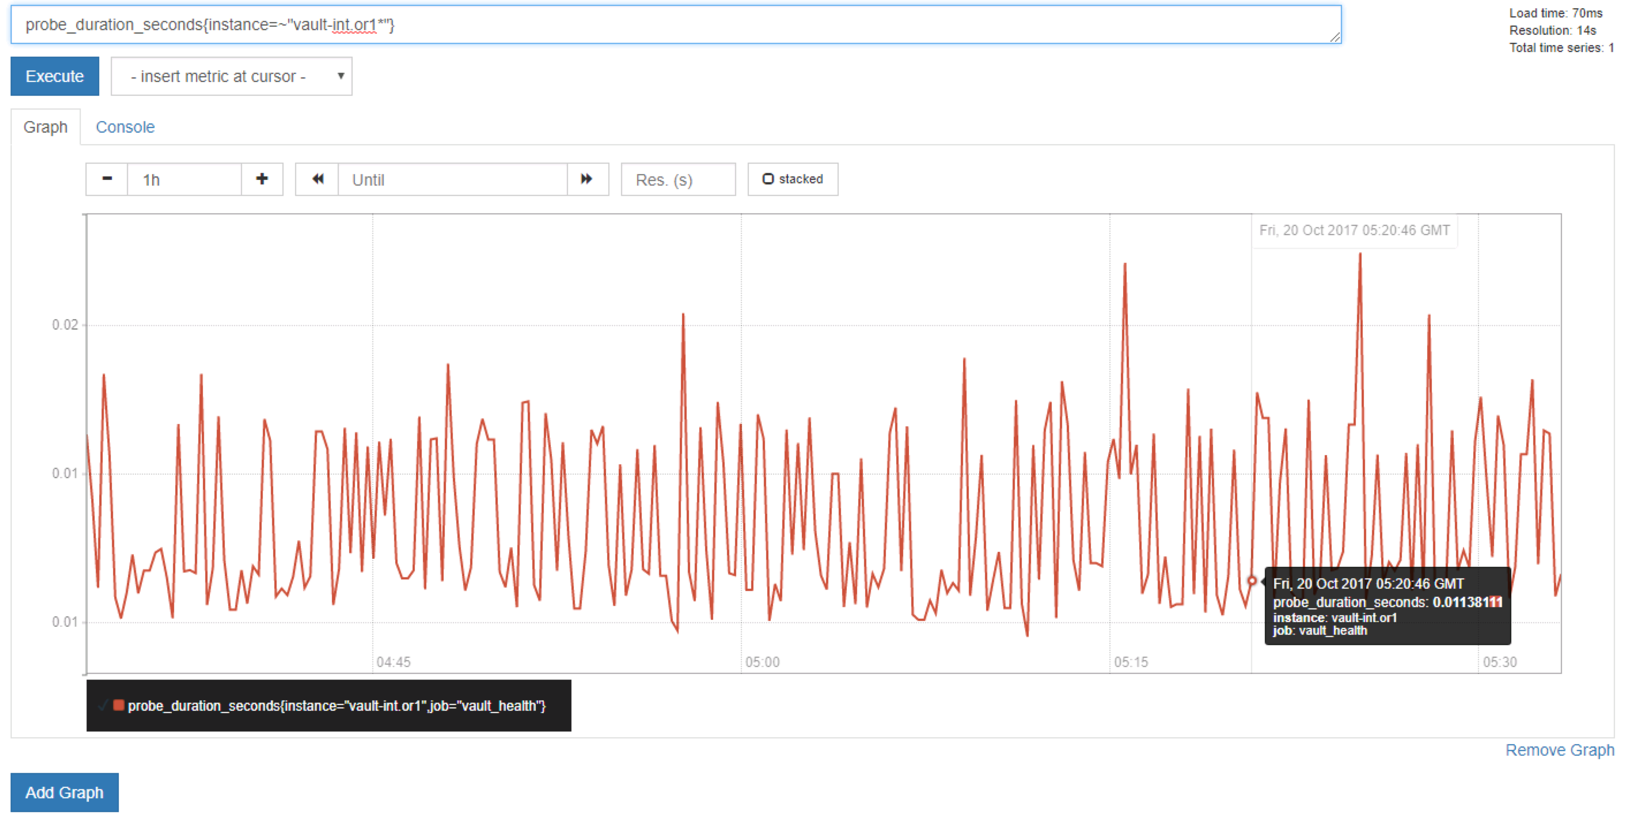 probe_duration_seconds{instance=~"vault-int.or1*"}
Load time: 70ms
Resolution: 14s
Total time series: 1
Execute
- insert metric at cursor -
Graph
Console
1h
Until
Res. (s)
stacked
Fri, 20 Oct 2017 05:20:46 GMT
0.02
0.01
0.01
Fri, 20 Oct 2017 05:20:46 GMT
probe_duration_seconds: 0.01138111
instance: vault-int.or1
job: vault_health
04:45
05:00
05:15
05:30
probe_duration_seconds{instance="vault-int.or1",job="vault_health"}
Remove Graph
Add Graph